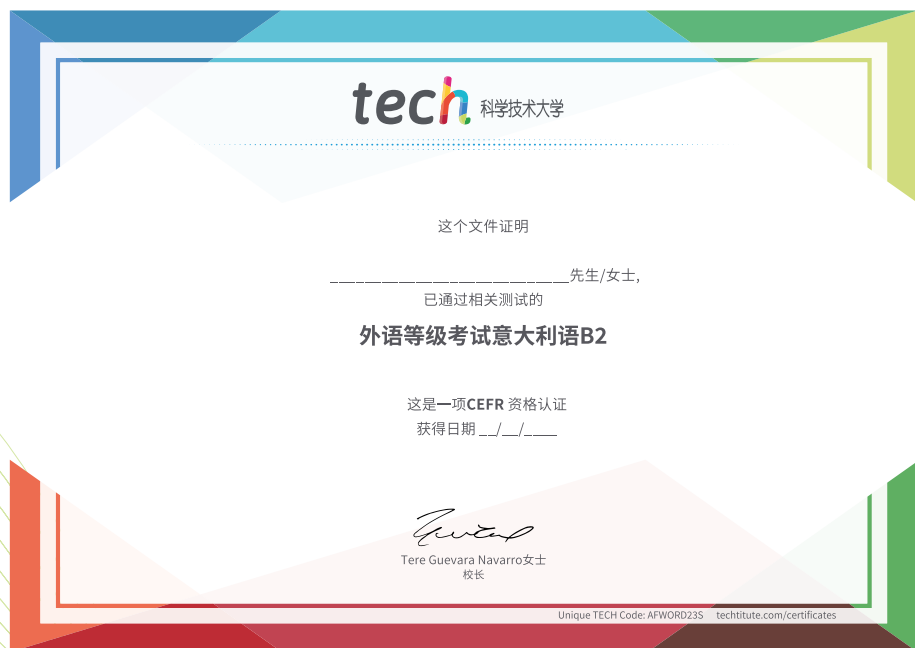 tech 科学技术大学
这个文件证明
____________________________先生/女士,
已通过相关测试的
外语等级考试意大利语B2
这是一项CEFR 资格认证
获得日期 __/__/____
Tere Guevara Navarro女士
校长
Unique TECH Code: AFWORD23S techtitute.com/certificates